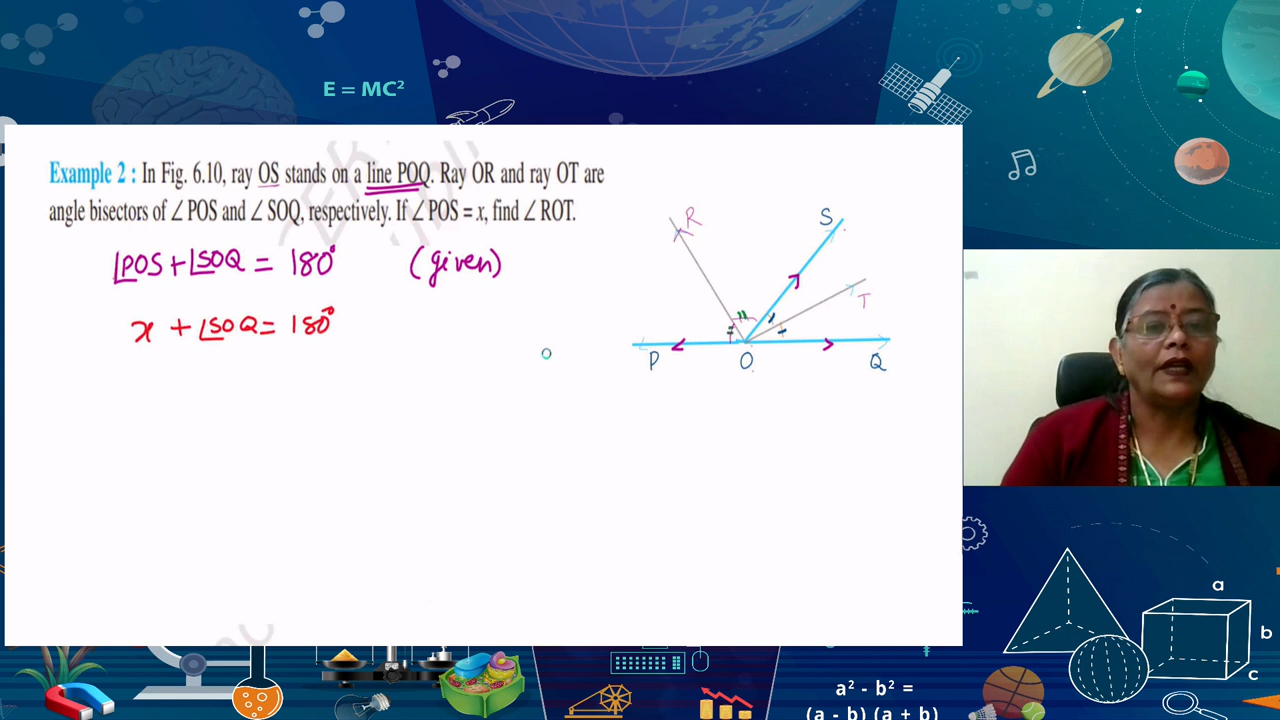 E = MC²
Example 2 : In Fig. 6.10, ray OS stands on a line POQ. Ray OR and ray OT are
angle bisectors of ∠ POS and ∠ SOQ, respectively. If ∠ POS = x, find ∠ ROT.
∠POS + ∠SOQ = 180° (given)
x + ∠SOQ = 180°
R
S
T
P
O
Q
a
b
c
a² - b² =
(a - b) (a + b)